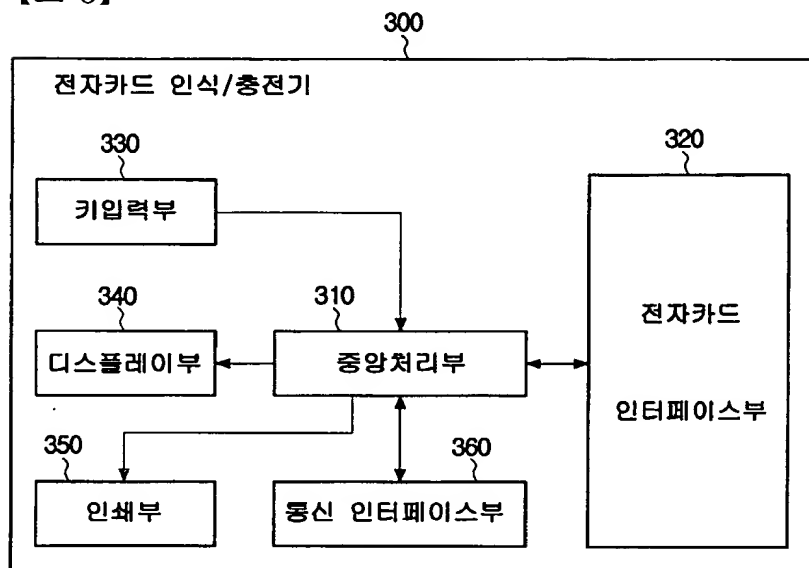 300
전자카드 인식/충전기
330
키입력부
320
전자카드
인터페이스부
340
디스플레이부
310
중앙처리부
350
인쇄부
360
통신 인터페이스부